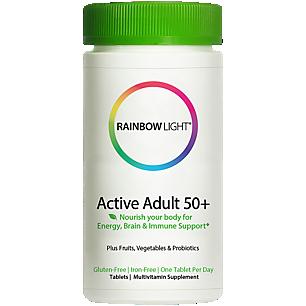 RAINBOW LIGHT®
Active Adult 50+
Nourish your body for
Energy, Brain & Immune Support*
Plus Fruits, Vegetables & Probiotics
Gluten-Free | Iron-Free | One Tablet Per Day
Tablets | Multivitamin Supplement